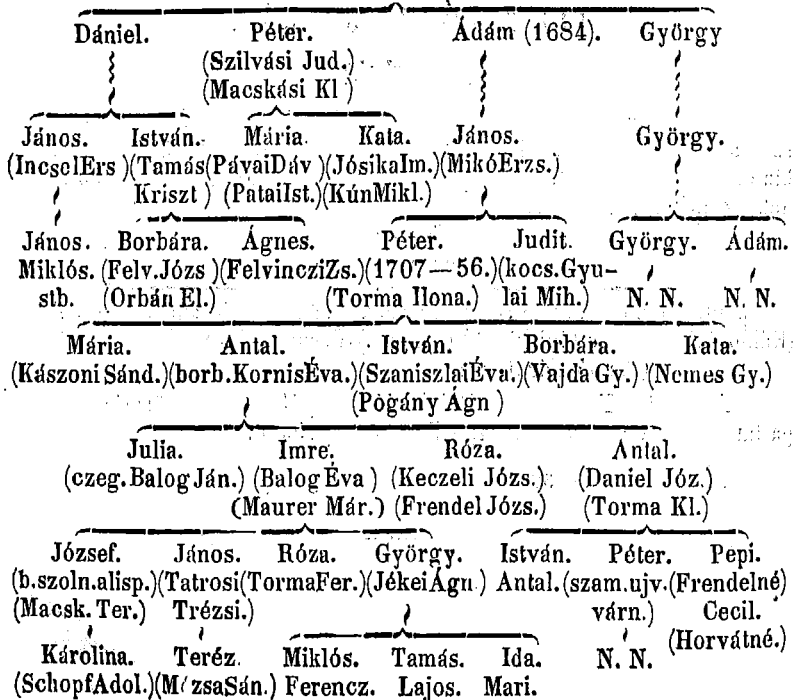 Dániel. Péter. Ádám (1684). György
(Szilvási Jud.)
(Macskási Kl )
János. István. Mária. Kata. János. György.
(IncselErs )(Tamás(PávaiDáv )(JósikaIm.)(MikóErzs.)
Kriszt ) (PataiIst.)(KúnMikl.)
János. Borbára. Ágnes. Péter. Judit. György. Ádám.
Miklós. (Felv.Józs )(FelvincziZs.)(1707—56.)(kocs.Gyu-
stb. (Orbán El.) (Torma Ilona.) lai Mih.) N. N. N. N.
Mária. Antal. István. Borbára. Kata.
(Kászoni Sánd.)(borb.KornisÉva.)(SzaniszlaiÉva.)(Vajda Gy.) (Nemes Gy.)
(Pogány Ágn )
Julia. Imre. Róza. Antal.
(czeg.Balog Ján.) (Balog Éva ) (Keczeli Józs.) (Daniel Józ.)
(Maurer Már.) (Frendel Józs.) (Torma Kl.)
József. János. Róza. György. István. Péter. Pepi.
(b.szoln.alisp.)(Tatrosi(TormaFer.)(JékeiÁgn.) Antal.(szam.ujv.(Frendelné)
(Macsk. Ter.) Trézsi.) várn.) Cecil.
(Horvátné.)
Károlina. Teréz. Miklós. Tamás. Ida. N. N.
(SchopfAdol.) Ferencz. Lajos. Mari.